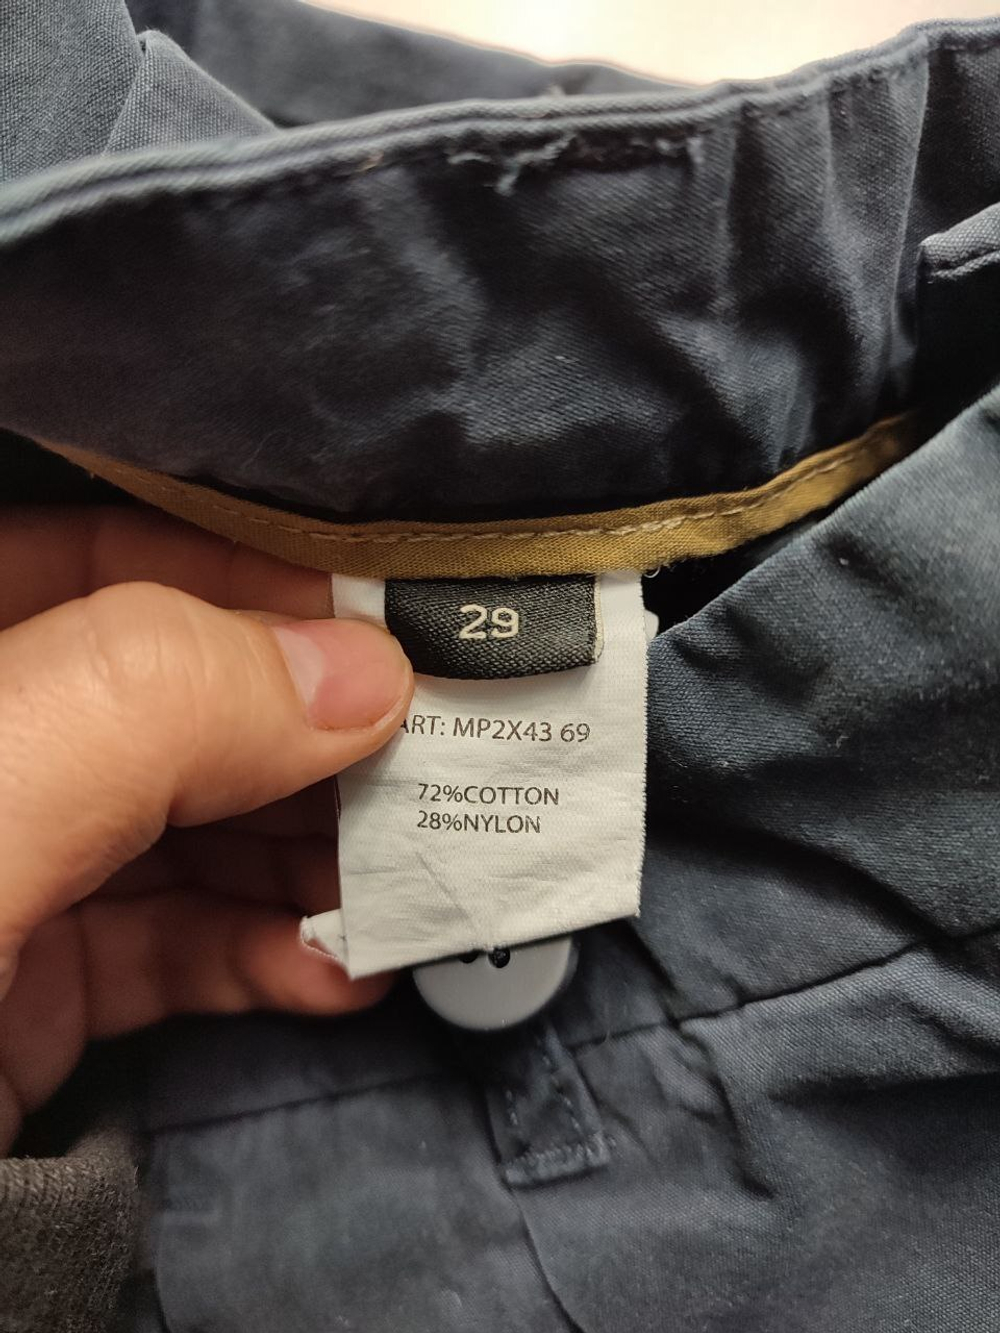 29
ART: MP2X43 69
72%COTTON
28%NYLON